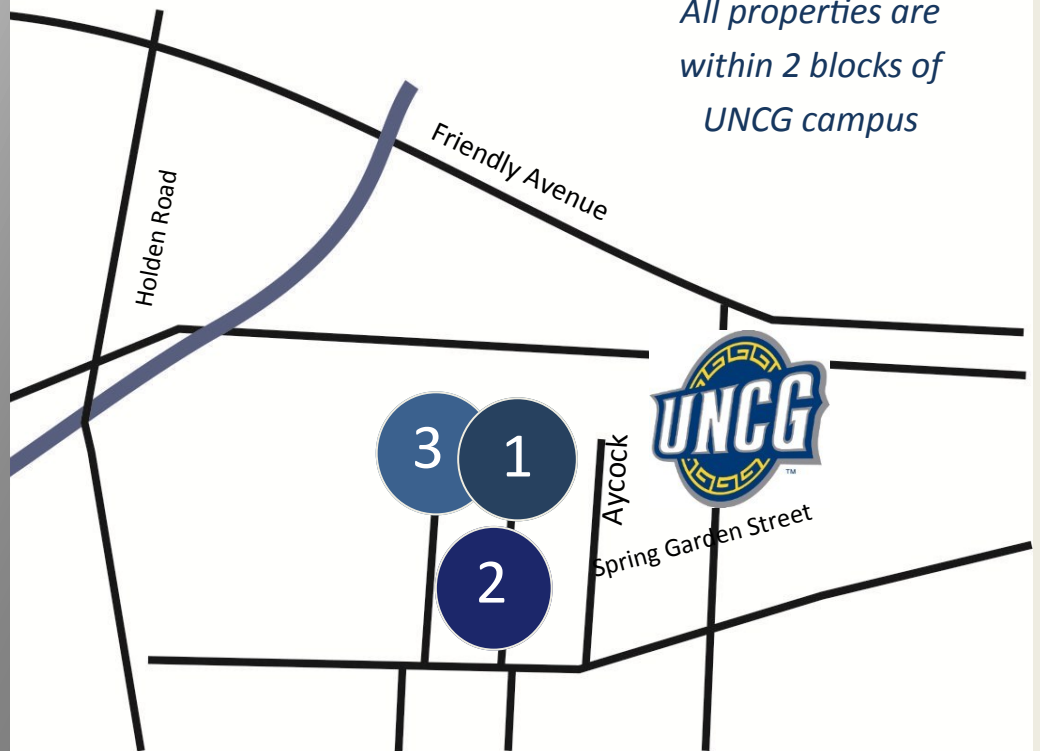 All properties are
within 2 blocks of
UNCG campus
Friendly Avenue
Holden Road
UNCG
TM
3
1
Aycock
Spring Garden Street
2